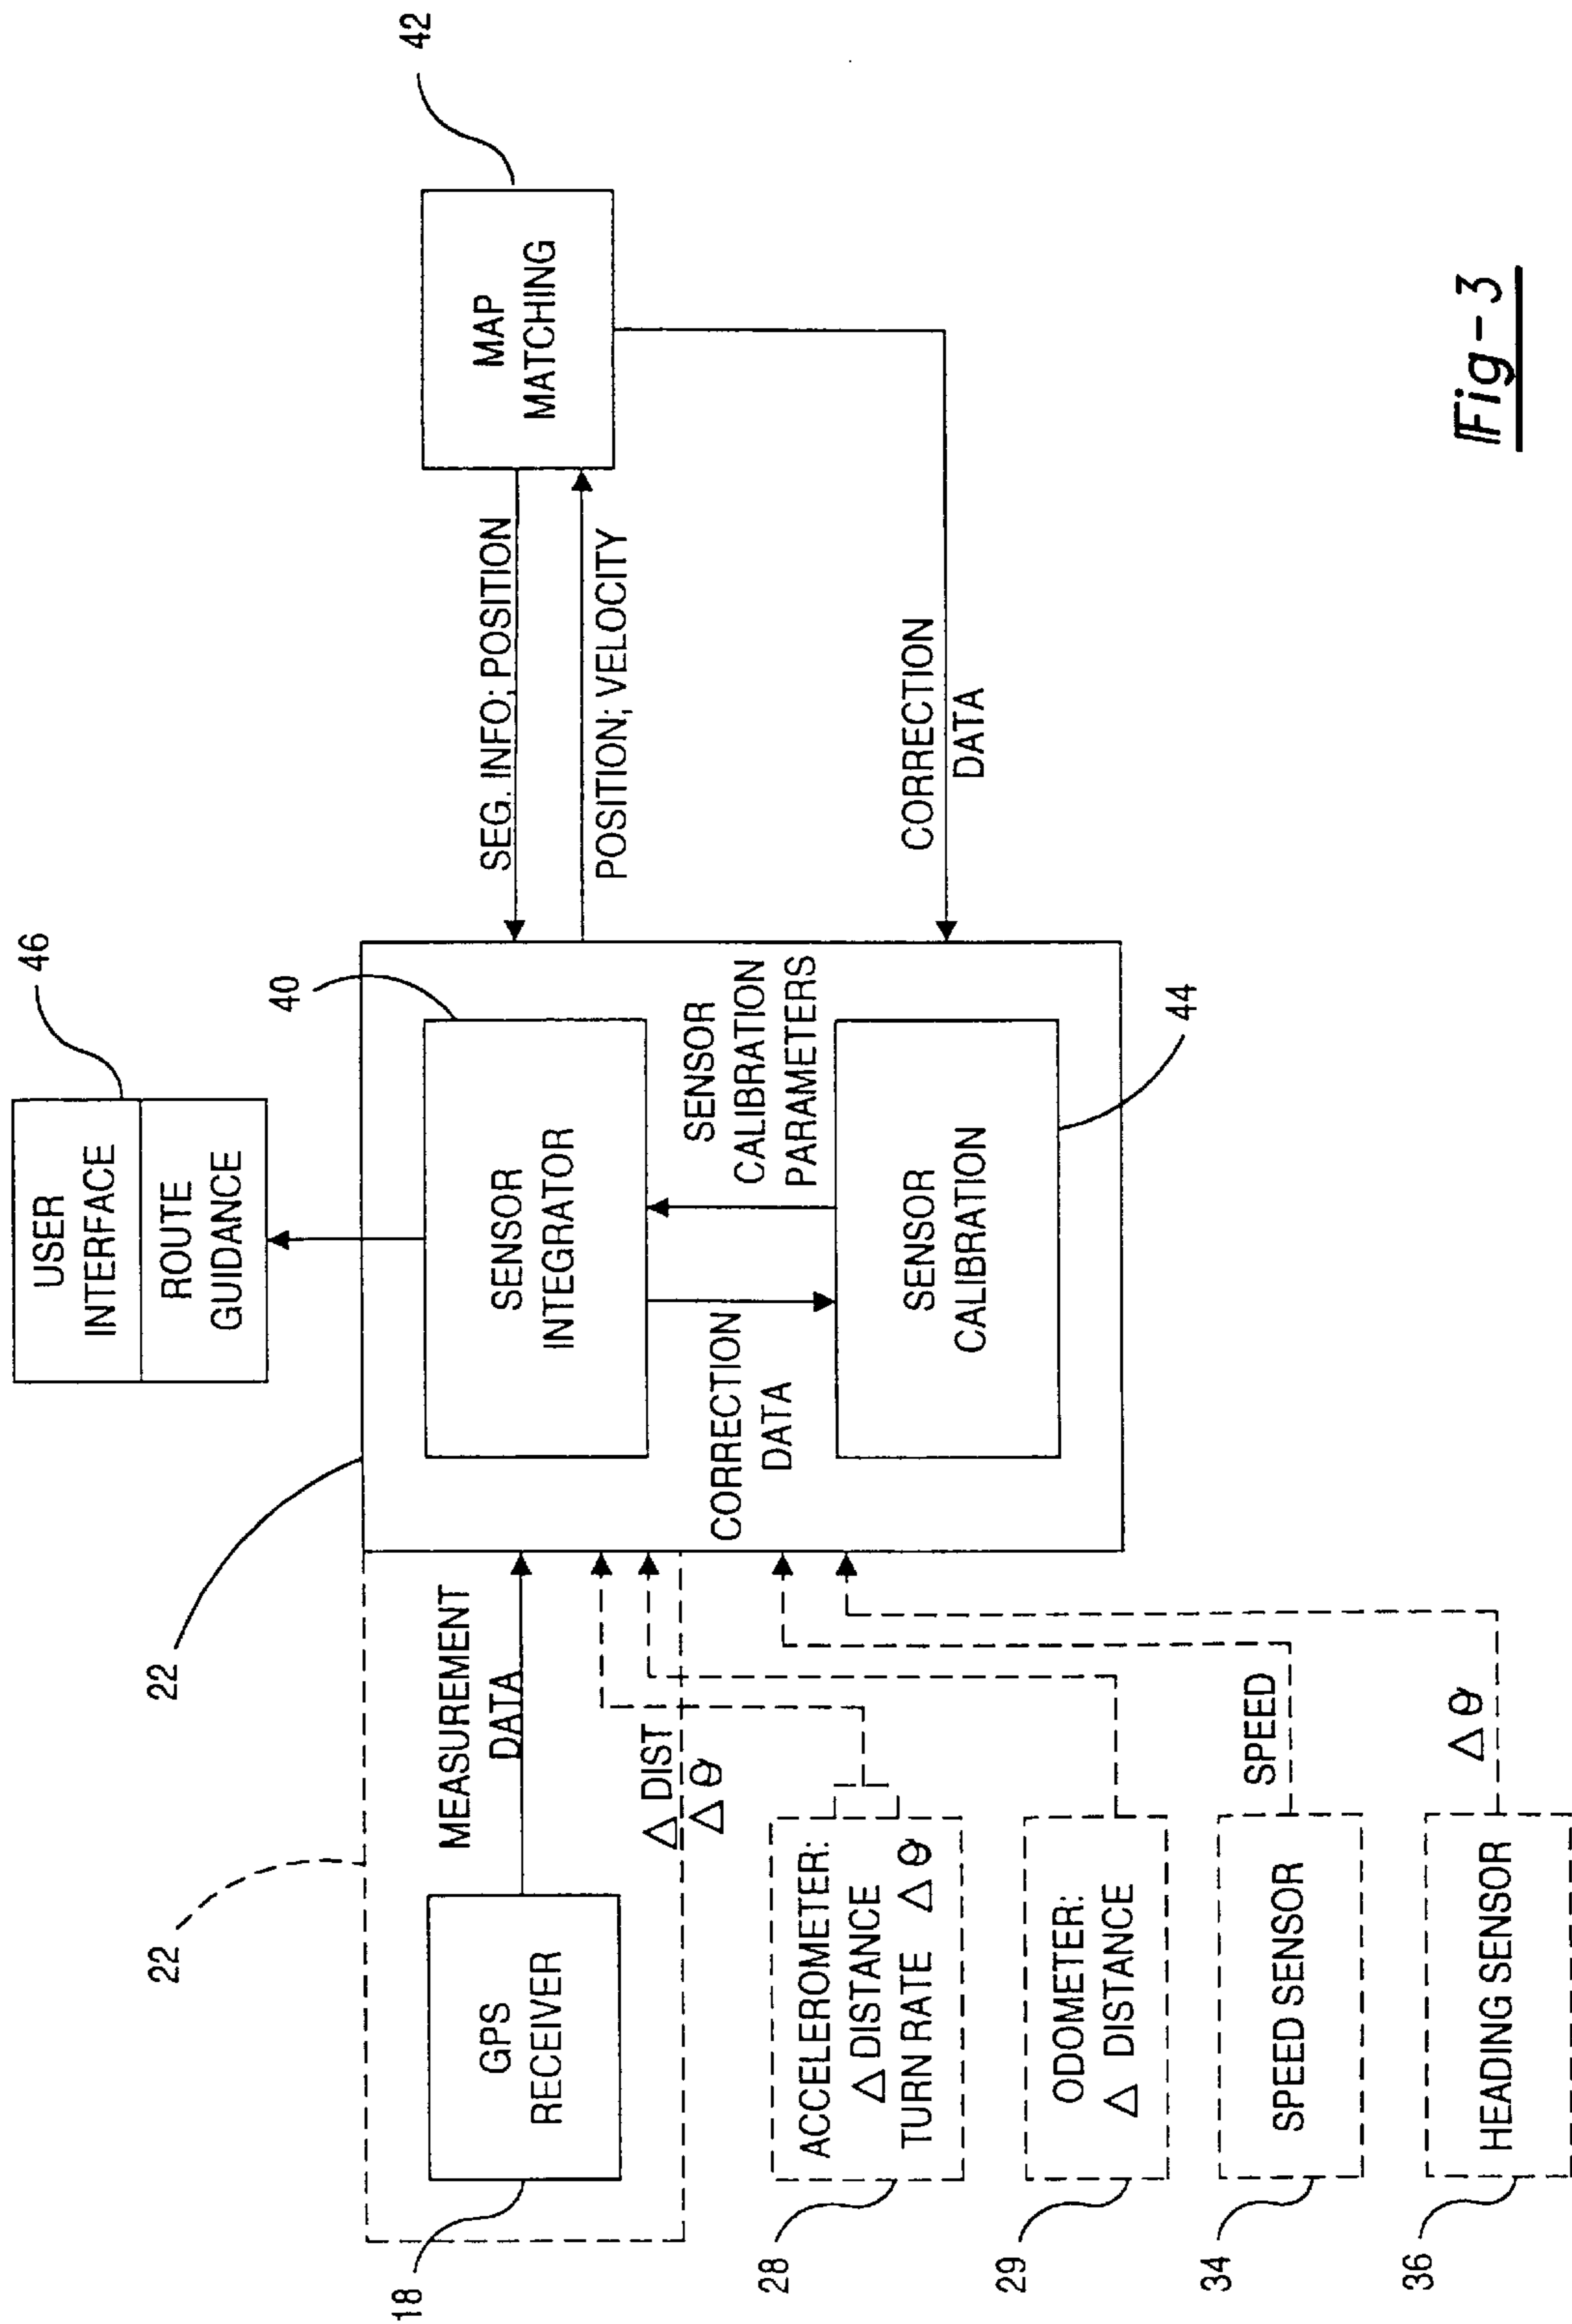 46
USER
INTERFACE
ROUTE
GUIDANCE
22
22
40
42
GPS
RECEIVER
18
MEASUREMENT
DATA
SENSOR
INTEGRATOR
SEG. INFO; POSITION
POSITION; VELOCITY
MAP
MATCHING
Δ DIST
Δ θ
CORRECTION
DATA
SENSOR
CALIBRATION
PARAMETERS
ACCELEROMETER:
Δ DISTANCE
TURN RATE Δ θ
28
SENSOR
CALIBRATION
44
CORRECTION
DATA
ODOMETER:
Δ DISTANCE
29
SPEED SENSOR
34
SPEED
HEADING SENSOR
36
Δ θ
Fig-3